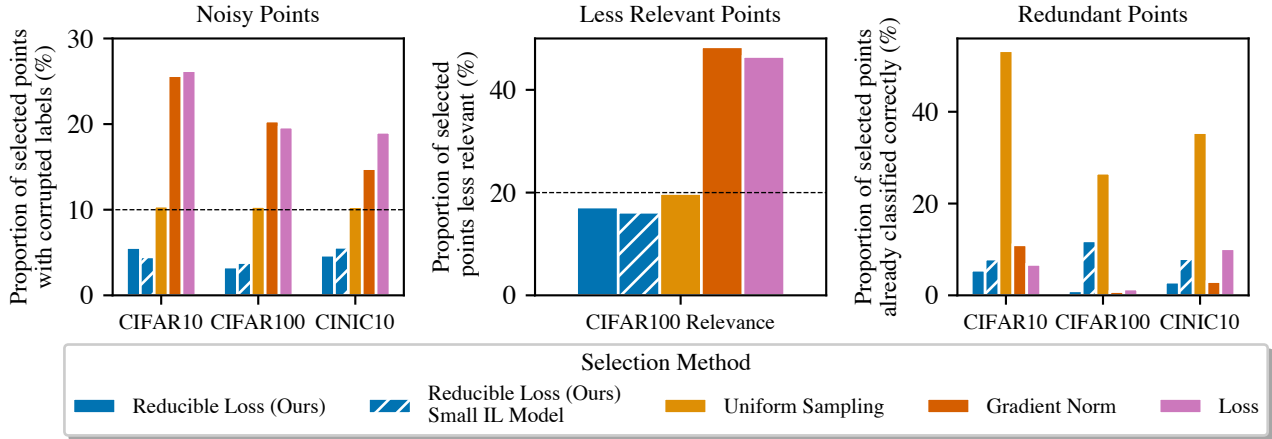 Noisy Points
Proportion of selected points
with corrupted labels (%)
30
20
10
0
CIFAR10 CIFAR100 CINIC10
Less Relevant Points
Proportion of selected
points less relevant (%)
40
20
0
CIFAR100 Relevance
Redundant Points
Proportion of selected points
already classified correctly (%)
40
20
0
CIFAR10 CIFAR100 CINIC10
Selection Method
Reducible Loss (Ours)
Reducible Loss (Ours)
Small IL Model
Uniform Sampling
Gradient Norm
Loss